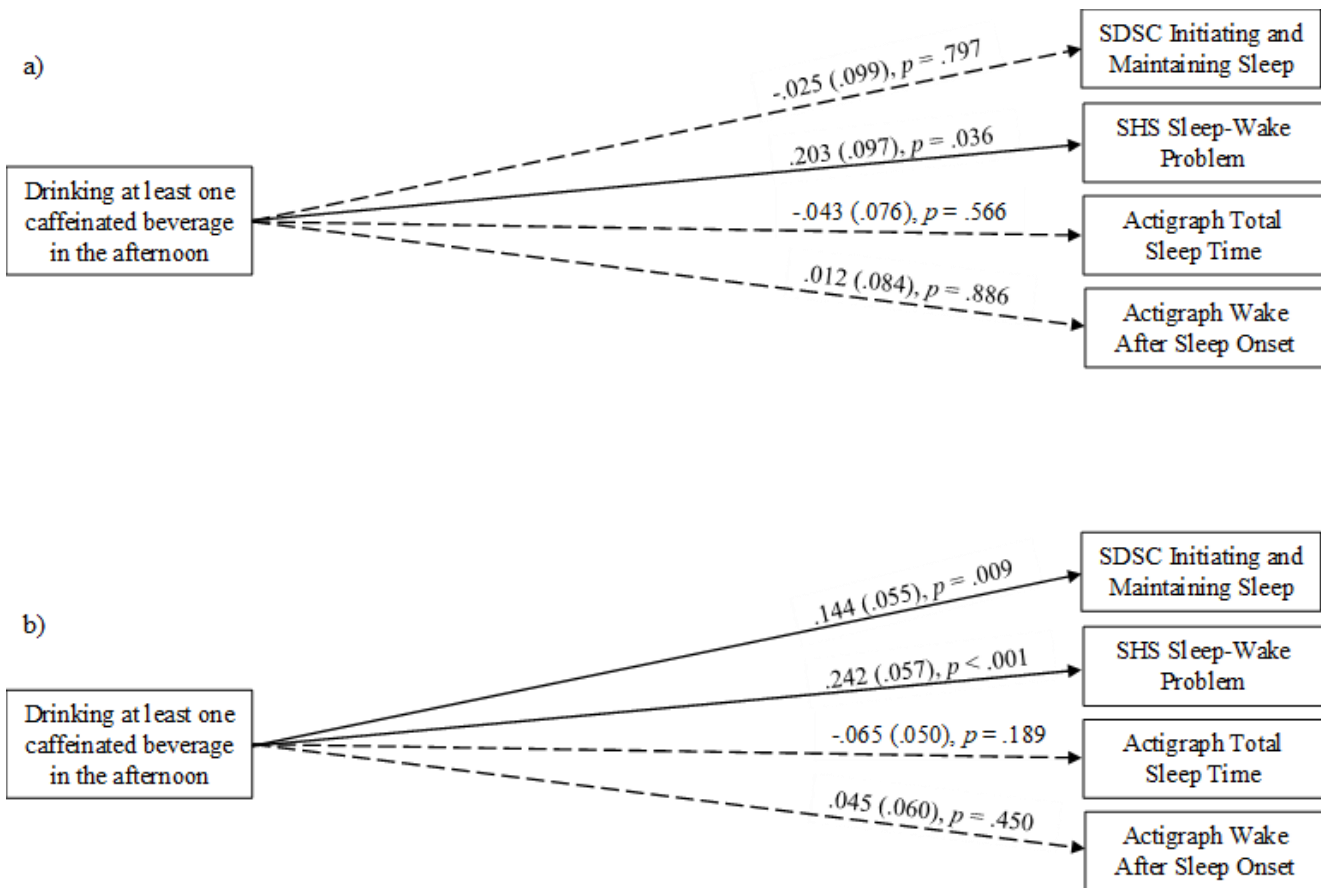 a)
Drinking at least one
caffeinated beverage
in the afternoon
-.025 (.099), p = .797
.203 (.097), p = .036
-.043 (.076), p = .566
.012 (.084), p = .886
SDSC Initiating and
Maintaining Sleep
SHS Sleep-Wake
Problem
Actigraph Total
Sleep Time
Actigraph Wake
After Sleep Onset
b)
Drinking at least one
caffeinated beverage
in the afternoon
.144 (.055), p = .009
.242 (.057), p < .001
-.065 (.050), p = .189
.045 (.060), p = .450
SDSC Initiating and
Maintaining Sleep
SHS Sleep-Wake
Problem
Actigraph Total
Sleep Time
Actigraph Wake
After Sleep Onset